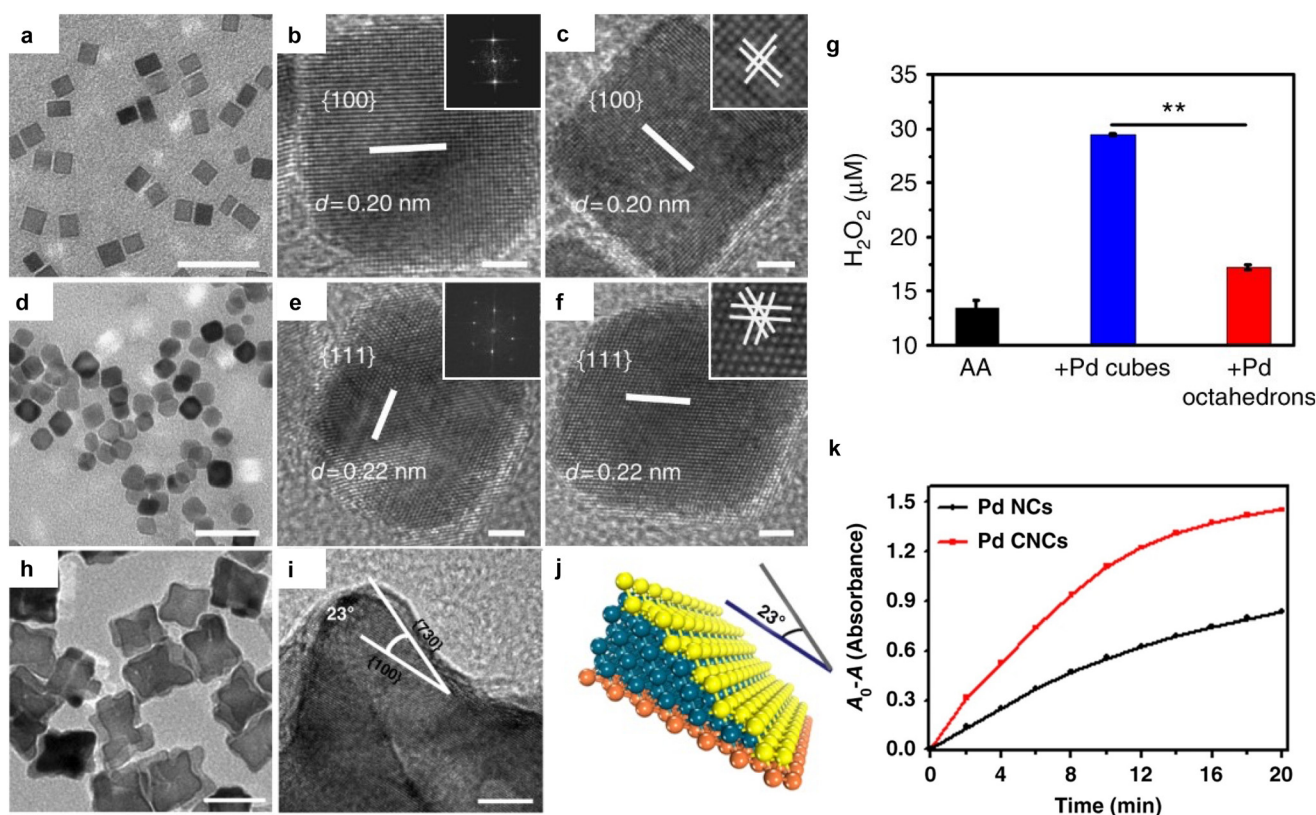 a
b
{100}
d = 0.20 nm
c
{100}
d = 0.20 nm
d
e
{111}
d = 0.22 nm
f
{111}
d = 0.22 nm
g
H₂O₂ (μM)
35
30
25
20
15
10
**
AA
+Pd cubes
+Pd
octahedrons
h
i
23°
{730}
{100}
j
23°
k
A₀-A (Absorbance)
1.5
1.2
0.9
0.6
0.3
0.0
Pd NCs
Pd CNCs
0 4 8 12 16 20
Time (min)